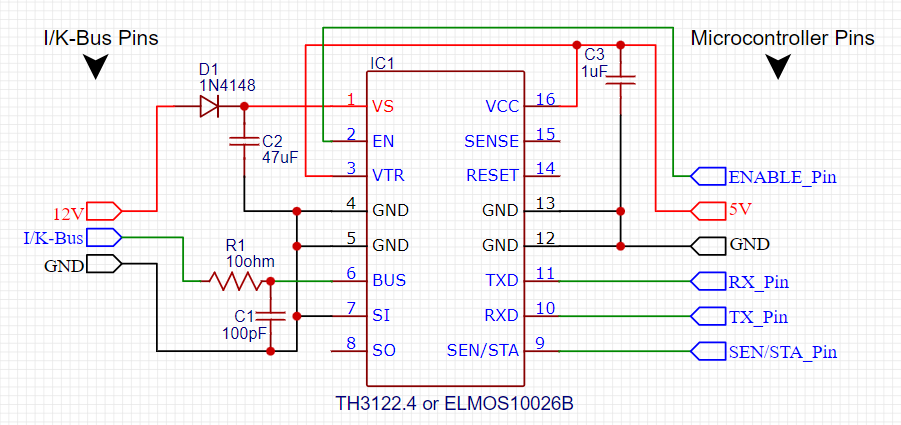 I/K-Bus Pins
Microcontroller Pins
D1
1N4148
IC1
C3
1uF
1 VS
VCC 16
2 EN
SENSE 15
C2
47uF
3 VTR
RESET 14
ENABLE_Pin
12V
4 GND
GND 13
5V
I/K-Bus
R1
10ohm
5 GND
GND 12
GND
GND
6 BUS
TXD 11
RX_Pin
C1
100pF
7 SI
RXD 10
TX_Pin
8 SO
SEN/STA 9
SEN/STA_Pin
TH3122.4 or ELMOS10026B